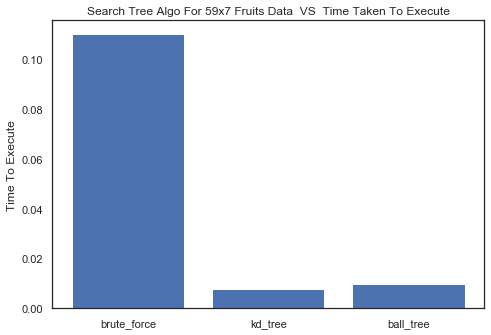 Search Tree Algo For 59x7 Fruits Data VS Time Taken To Execute
Time To Execute
0.10
0.08
0.06
0.04
0.02
0.00
brute_force kd_tree ball_tree